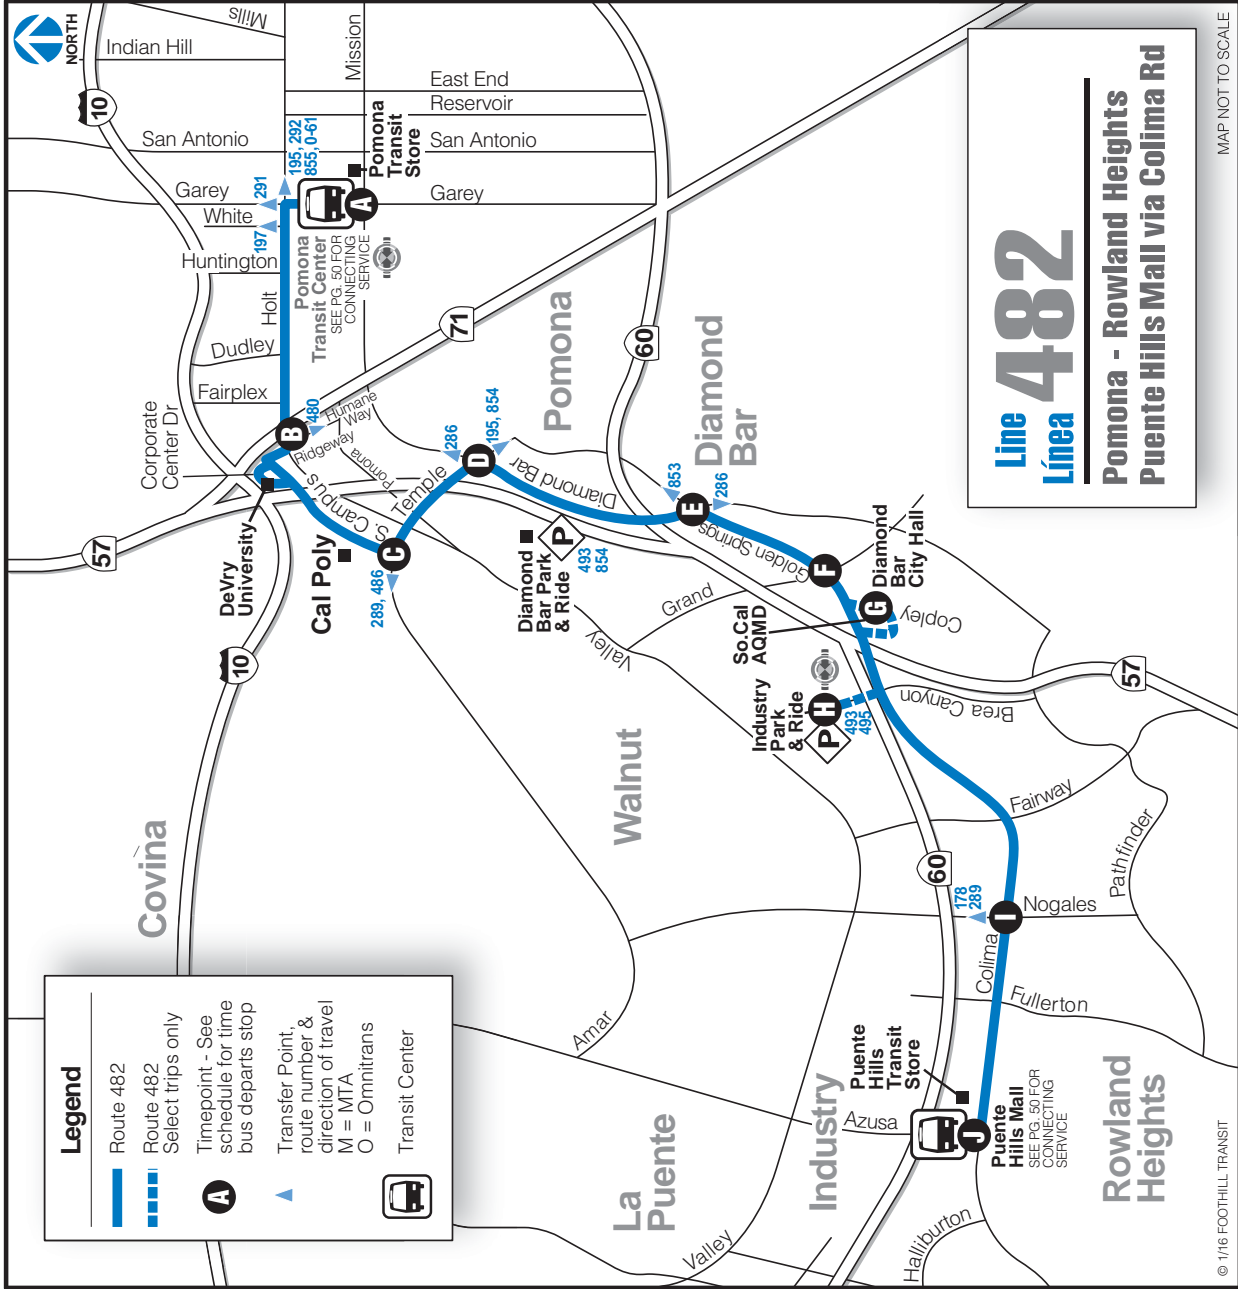 NORTH
Mills
Indian Hill
Mission
10
East End
Reservoir
San Antonio
San Antonio
195, 292
855, 0-61
Pomona
Transit
Store
Garey
291
Garey
White
197
A
Huntington
Pomona
Transit Center
SEE PG. 50 FOR
CONNECTING
SERVICE
Holt
Dudley
Fairplex
71
Pomona
60
Corporate
Center Dr
B
480
Humane
Way
Ridgeway
Pomona
S. Campus
57
DeVry
University
Cal Poly
C
289, 486
Temple
286
D
195, 854
Diamond Bar
Diamond
Bar Park
& Ride
P
493
854
853
E
286
Diamond
Bar
Golden Springs
F
G
Diamond
Bar
City Hall
Copley
So.Cal
AQMD
Grand
Valley
10
Industry
Park
& Ride
P
H
493
495
Brea Canyon
57
Walnut
Covina
Fairway
Pathfinder
60
178
289
I
Nogales
Colima
Fullerton
Amar
Puente
Hills
Transit
Store
Azusa
J
Puente
Hills Mall
SEE PG. 50 FOR
CONNECTING
SERVICE
La
Puente
Industry
Rowland
Heights
Valley
Halliburton
Legend
Route 482
Route 482
Select trips only
A
Timepoint - See
schedule for time
bus departs stop
Transfer Point,
route number &
direction of travel
M = MTA
O = Omnitrans
Transit Center
Line
Línea
482
Pomona - Rowland Heights
Puente Hills Mall via Colima Rd
MAP NOT TO SCALE
© 1/16 FOOTHILL TRANSIT